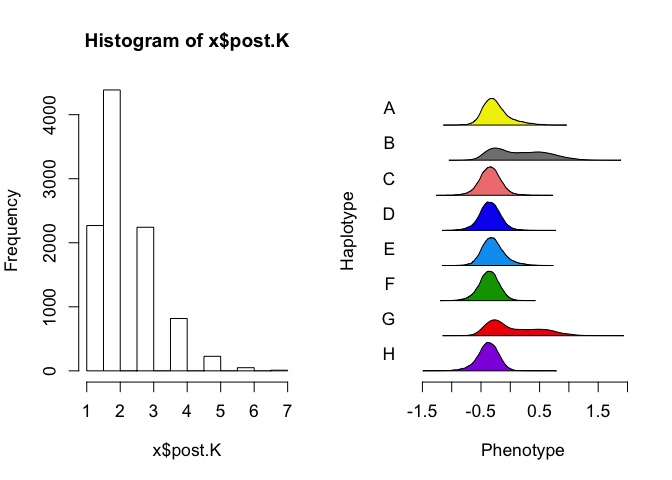 Histogram of x$post.K
Frequency
0
1000
2000
3000
4000
1 2 3 4 5 6 7
x$post.K
Haplotype
A
B
C
D
E
F
G
H
-1.5 -0.5 0.5 1.5
Phenotype